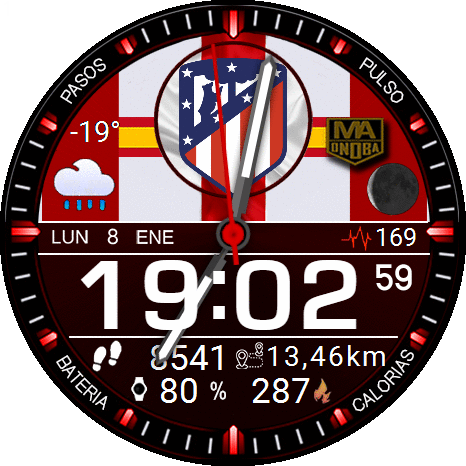 PASOS
PULSO
-19°
MA
ONOBA
LUN 8 ENE
169
19:02 59
8541 13,46km
80 % 287
BATERIA
CALORIAS